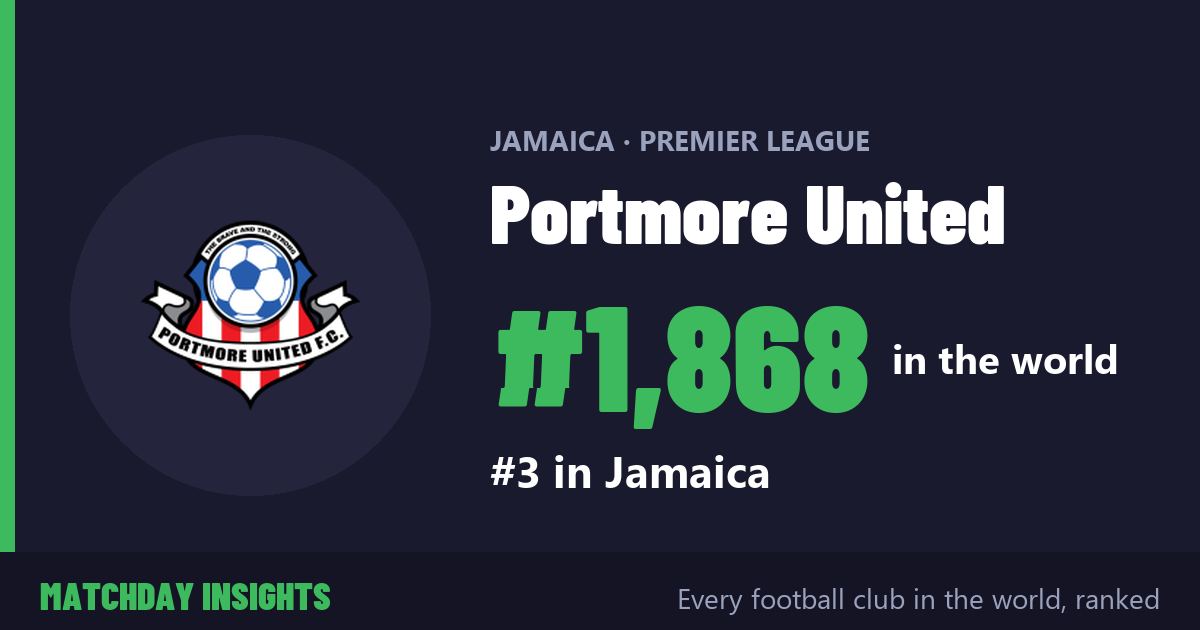 JAMAICA · PREMIER LEAGUE
Portmore United
#1,868 in the world
#3 in Jamaica
THE BRAVE AND THE STRONG
PORTMORE UNITED F.C.
MATCHDAY INSIGHTS
Every football club in the world, ranked